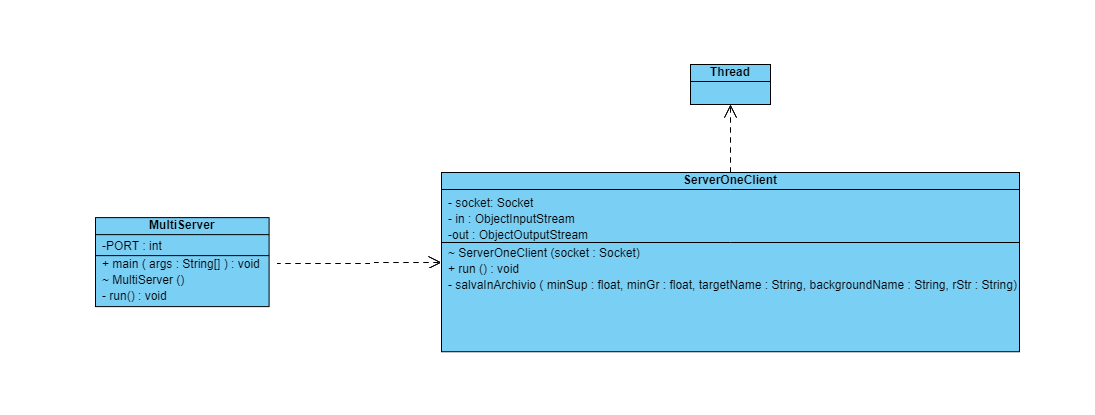 Thread
ServerOneClient
- socket: Socket
- in : ObjectInputStream
-out : ObjectOutputStream
~ ServerOneClient (socket : Socket)
+ run () : void
- salvaInArchivio ( minSup : float, minGr : float, targetName : String, backgroundName : String, rStr : String)
MultiServer
-PORT : int
+ main ( args : String[] ) : void
~ MultiServer ()
- run() : void